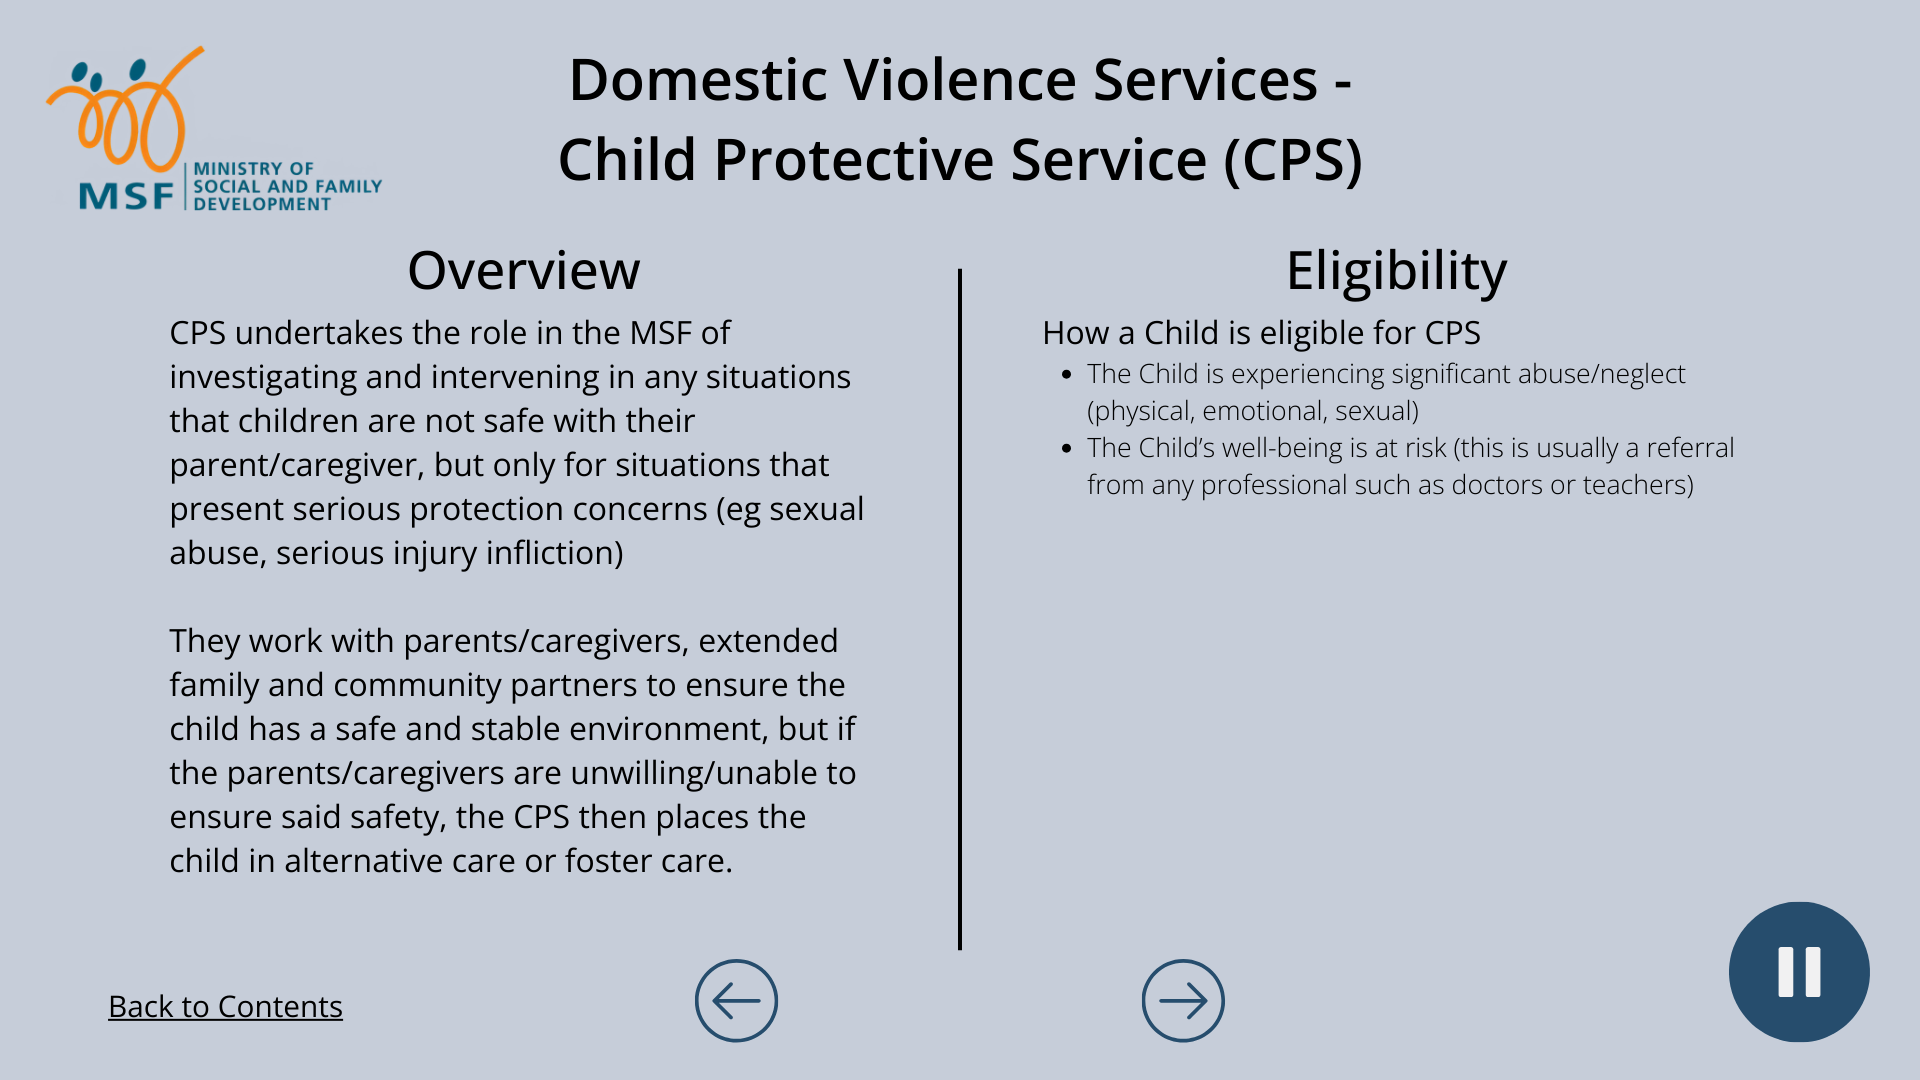 MSF
MINISTRY OF
SOCIAL AND FAMILY
DEVELOPMENT
Domestic Violence Services -
Child Protective Service (CPS)
Overview
CPS undertakes the role in the MSF of
investigating and intervening in any situations
that children are not safe with their
parent/caregiver, but only for situations that
present serious protection concerns (eg sexual
abuse, serious injury infliction)
They work with parents/caregivers, extended
family and community partners to ensure the
child has a safe and stable environment, but if
the parents/caregivers are unwilling/unable to
ensure said safety, the CPS then places the
child in alternative care or foster care.
Eligibility
How a Child is eligible for CPS
• The Child is experiencing significant abuse/neglect
(physical, emotional, sexual)
• The Child’s well-being is at risk (this is usually a referral
from any professional such as doctors or teachers)
Back to Contents